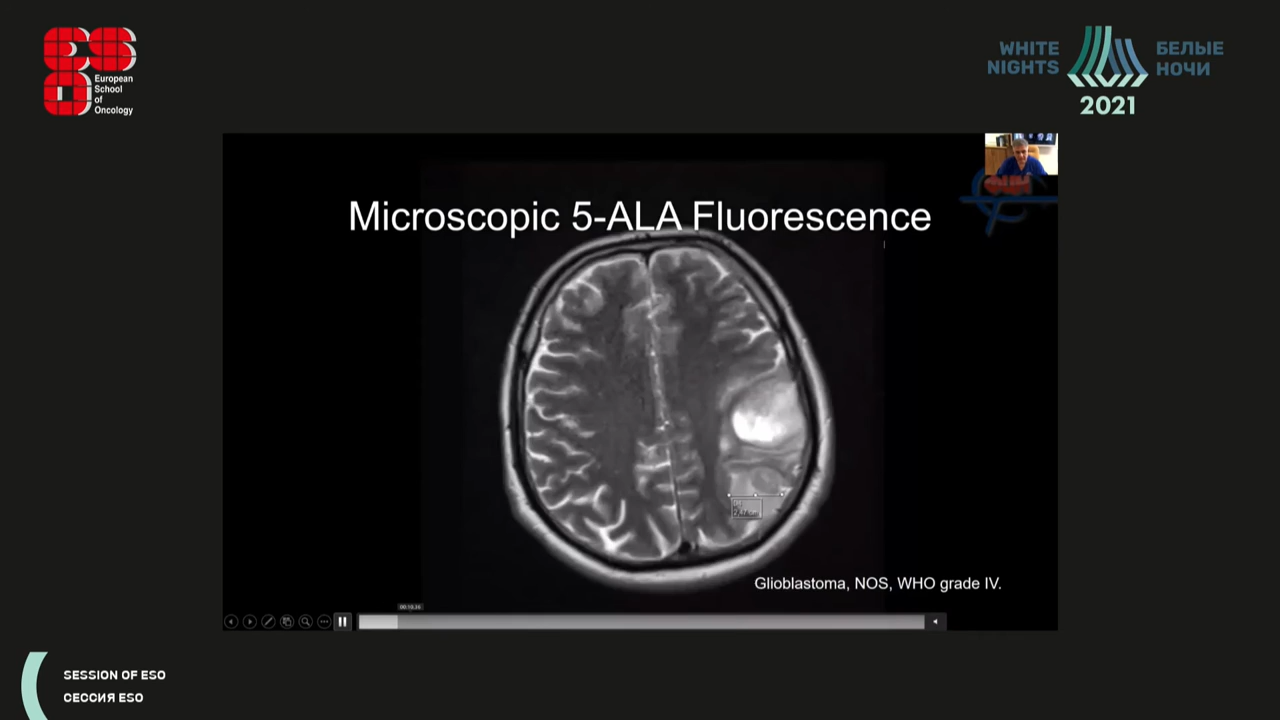 European
School
of
Oncology
WHITE
NIGHTS
БЕЛЫЕ
НОЧИ
2021
Microscopic 5-ALA Fluorescence
Glioblastoma, NOS, WHO grade IV.
SESSION OF ESO
СЕССИЯ ESO